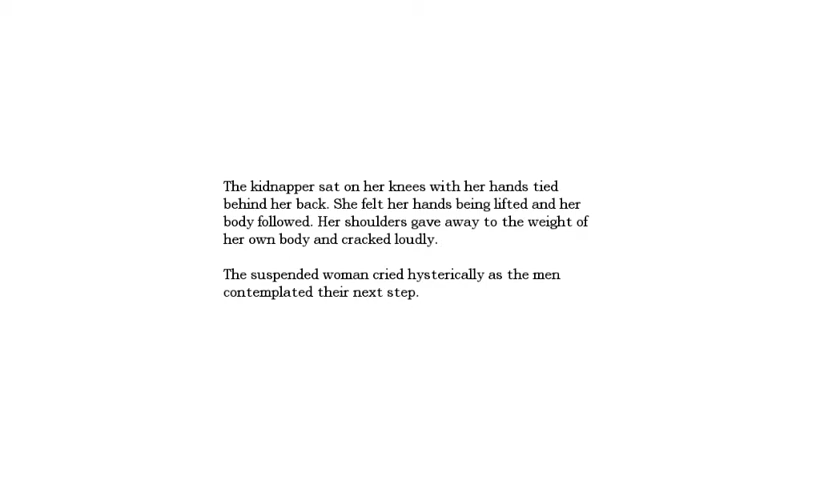 The kidnapper sat on her knees with her hands tied
behind her back. She felt her hands being lifted and her
body followed. Her shoulders gave away to the weight of
her own body and cracked loudly.
The suspended woman cried hysterically as the men
contemplated their next step.